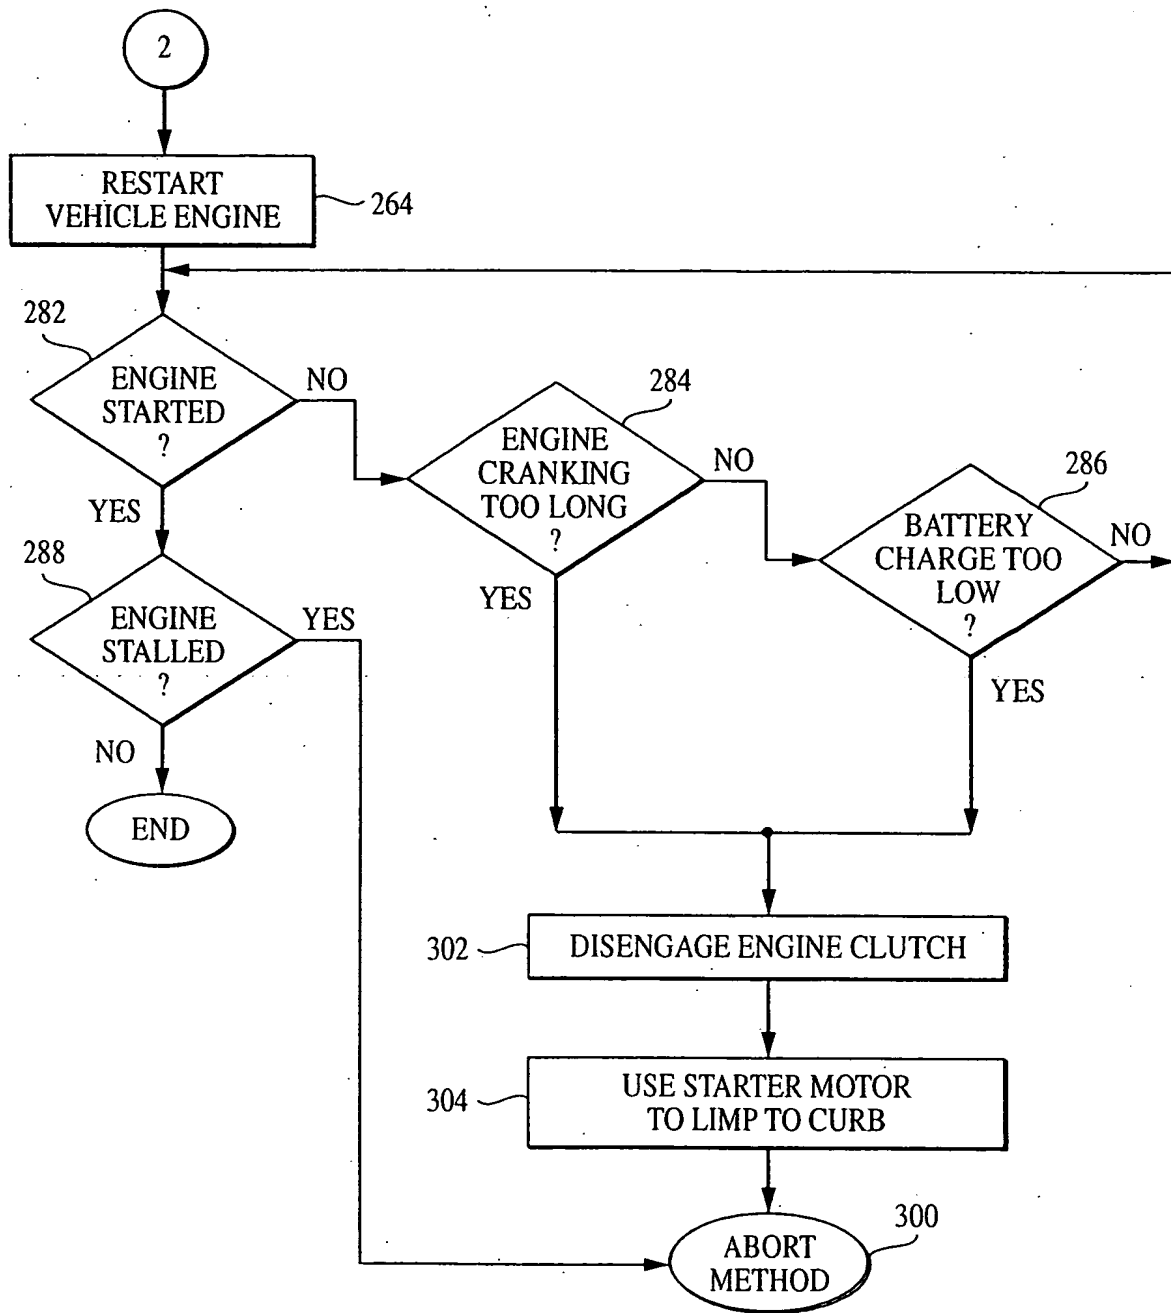 2
RESTART
VEHICLE ENGINE
264
282
ENGINE
STARTED
?
NO
YES
284
ENGINE
CRANKING
TOO LONG
?
NO
YES
286
BATTERY
CHARGE TOO
LOW
?
NO
YES
288
ENGINE
STALLED
?
YES
NO
END
302
DISENGAGE ENGINE CLUTCH
304
USE STARTER MOTOR
TO LIMP TO CURB
300
ABORT
METHOD